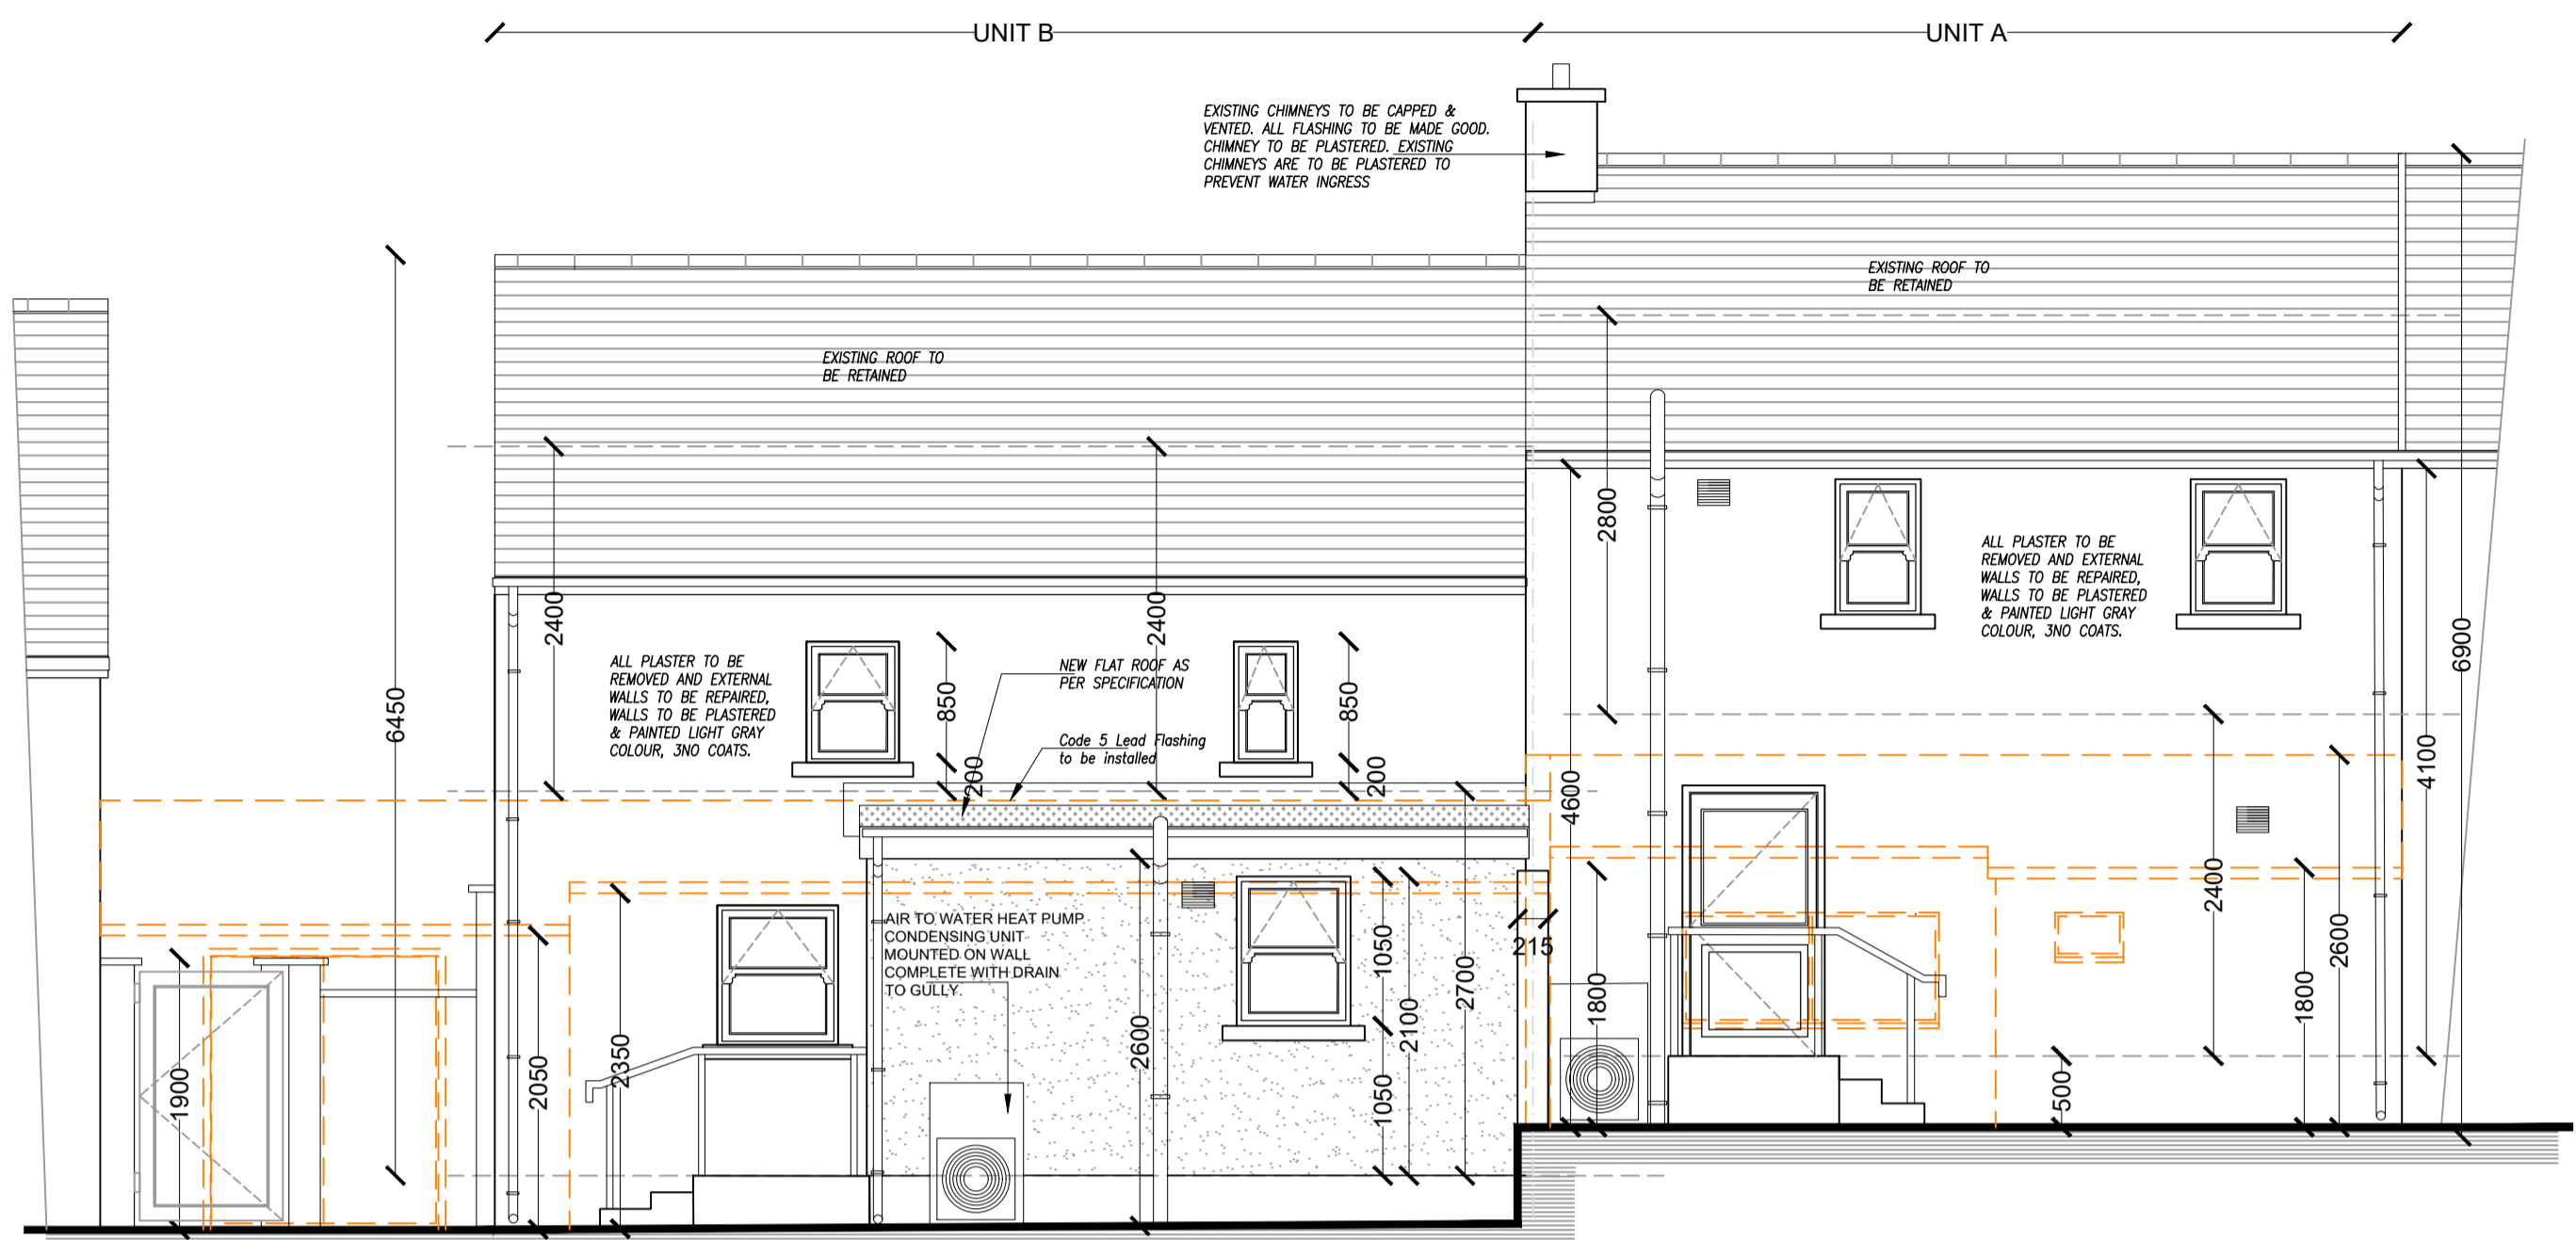 UNIT B
UNIT A
EXISTING CHIMNEYS TO BE CAPPED &
VENTED. ALL FLASHING TO BE MADE GOOD.
CHIMNEY TO BE PLASTERED. EXISTING
CHIMNEYS ARE TO BE PLASTERED TO
PREVENT WATER INGRESS
EXISTING ROOF TO
BE RETAINED
EXISTING ROOF TO
BE RETAINED
2800
ALL PLASTER TO BE
REMOVED AND EXTERNAL
WALLS TO BE REPAIRED,
WALLS TO BE PLASTERED
& PAINTED LIGHT GRAY
COLOUR, 3NO COATS.
2400
2400
6900
ALL PLASTER TO BE
REMOVED AND EXTERNAL
WALLS TO BE REPAIRED,
WALLS TO BE PLASTERED
& PAINTED LIGHT GRAY
COLOUR, 3NO COATS.
NEW FLAT ROOF AS
PER SPECIFICATION
6450
850
850
Code 5 Lead Flashing
to be installed
200
200
4600
4100
2400
AIR TO WATER HEAT PUMP
CONDENSING UNIT
MOUNTED ON WALL
COMPLETE WITH DRAIN
TO GULLY.
1050
215
2700
2600
1800
1800
2100
2600
2350
2050
1900
1050
500